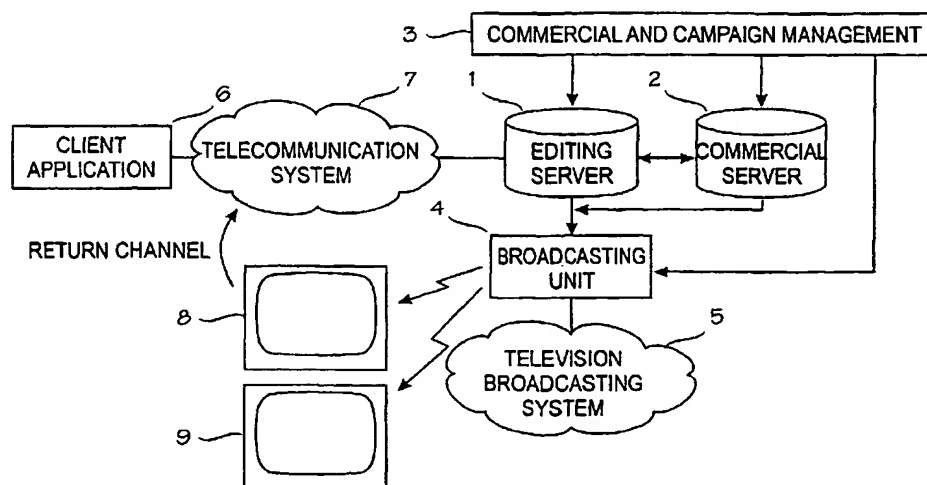 3
COMMERCIAL AND CAMPAIGN MANAGEMENT
6
7
1
2
CLIENT
APPLICATION
TELECOMMUNICATION
SYSTEM
EDITING
SERVER
COMMERCIAL
SERVER
4
RETURN CHANNEL
BROADCASTING
UNIT
8
5
TELEVISION
BROADCASTING
SYSTEM
9